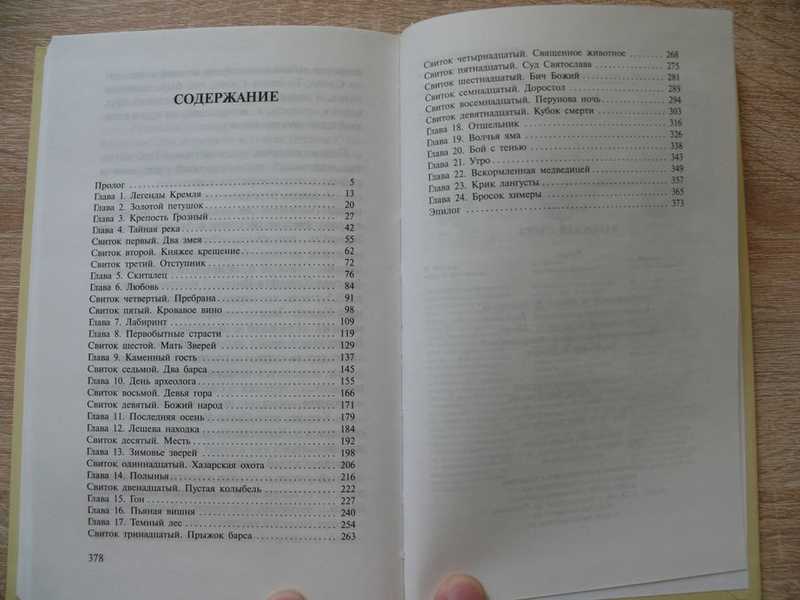 СОДЕРЖАНИЕ
Пролог 5
Глава 1. Легенды Кремля 13
Глава 2. Золотой петушок 20
Глава 3. Крепость Грозный 27
Глава 4. Тайная река 42
Свиток первый. Два змея 55
Свиток второй. Княжее крешение 62
Свиток третий. Отступник 72
Глава 5. Скиталец 76
Глава 6. Любовь 84
Свиток четвертый. Пребрана 91
Свиток пятый. Кровавое вино 98
Глава 7. Лабиринт 109
Глава 8. Первобытные страсти 119
Свиток шестой. Мать Зверей 129
Глава 9. Каменный гость 137
Свиток седьмой. Два барса 145
Глава 10. День археолога 155
Свиток восьмой. Девья гора 166
Свиток девятый. Божий народ 171
Глава 11. Последняя осень 179
Глава 12. Лешева находка 184
Свиток десятый. Месть 192
Глава 13. Зимовье зверей 198
Свиток одиннадцатый. Хазарская охота 206
Глава 14. Полынья 216
Свиток двенадцатый. Пустая колыбель 222
Глава 15. Гон 227
Глава 16. Пьяная вишня 240
Глава 17. Темный лес 254
Свиток тринадцатый. Прыжок барса 263
378
Свиток четырнадцатый. Священное животное 268
Свиток пятнадцатый. Суд Святослава 275
Свиток шестнадцатый. Бич Божий 281
Свиток семнадцатый. Доростол 289
Свиток восемнадцатый. Перунова ночь 294
Свиток девятнадцатый. Кубок смерти 303
Глава 18. Отшельник 316
Глава 19. Волчья яма 326
Глава 20. Бой с тенью 338
Глава 21. Утро 343
Глава 22. Вскормленная медведицей 349
Глава 23. Крик лангусты 357
Глава 24. Бросок химеры 365
Эпилог 373